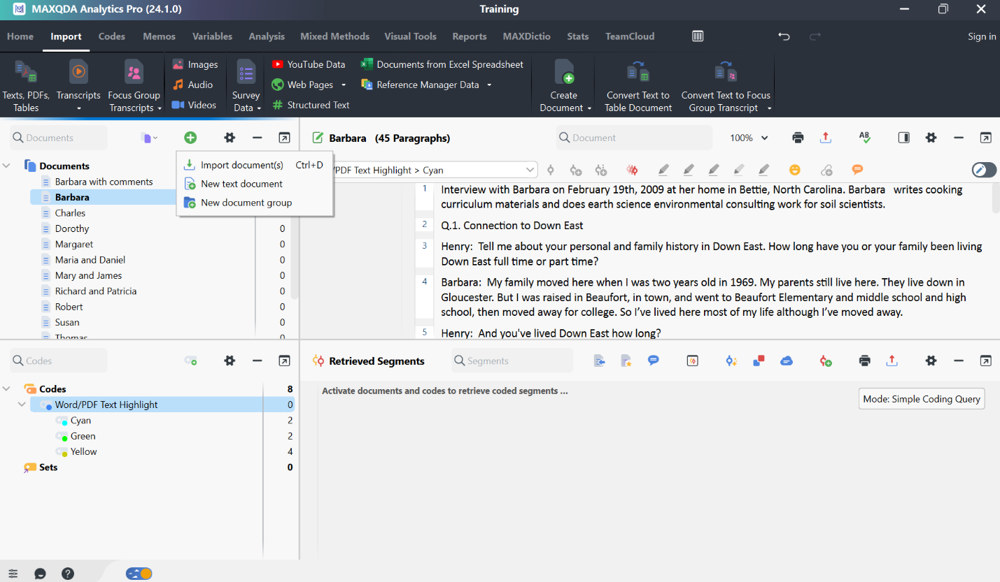 MAXQDA Analytics Pro (24.1.0)
Training
Home Import Codes Memos Variables Analysis Mixed Methods Visual Tools Reports MAXDictio Stats TeamCloud Sign in
Texts, PDFs, Tables
Transcripts
Focus Group Transcripts
Images
Audio
Videos
Survey Data
YouTube Data
Web Pages
Structured Text
Documents from Excel Spreadsheet
Reference Manager Data
Create Document
Convert Text to Table Document
Convert Text to Focus Group Transcript
Documents
Documents
Barbara with comments
Barbara
Charles
Dorothy 0
Margaret 0
Maria and Daniel 0
Mary and James 0
Richard and Patricia 0
Robert 0
Susan 0
Thomas 0
Import document(s) Ctrl+D
New text document
New document group
Barbara (45 Paragraphs)
Document
100%
AB
/PDF Text Highlight > Cyan
1 Interview with Barbara on February 19th, 2009 at her home in Bettie, North Carolina. Barbara writes cooking
curriculum materials and does earth science environmental consulting work for soil scientists.
2 Q.1. Connection to Down East
3 Henry: Tell me about your personal and family history in Down East. How long have you or your family been living
Down East full time or part time?
4 Barbara: My family moved here when I was two years old in 1969. My parents still live here. They live down in
Gloucester. But I was raised in Beaufort, in town, and went to Beaufort Elementary and middle school and high
school, then moved away for college. So I've lived here most of my life although I've moved away.
5 Henry: And you've lived Down East how long?
Codes
Codes 8
Word/PDF Text Highlight 0
Cyan 2
Green 2
Yellow 4
Sets 0
Retrieved Segments
Segments
Activate documents and codes to retrieve coded segments ...
Mode: Simple Coding Query